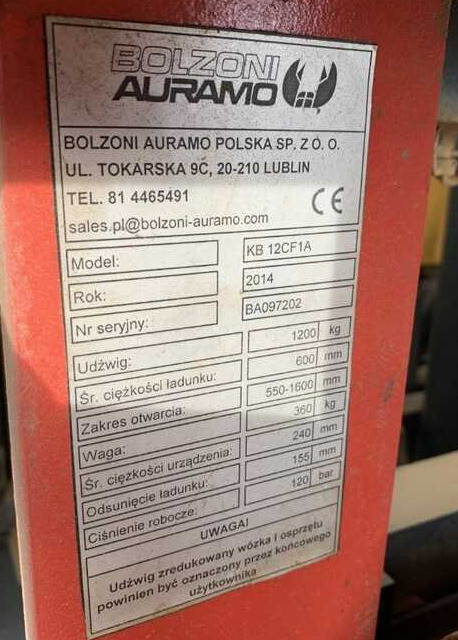 BOLZONI
AURAMO
BOLZONI AURAMO POLSKA SP. Z O. O.
UL. TOKARSKA 9C, 20-210 LUBLIN
TEL. 81 4465491
sales.pl@bolzoni-auramo.com
CE
Model: KB 12CF1A
Rok: 2014
Nr seryjny: BA097202
Udźwig: 1200 kg
Śr. ciężkości ładunku: 600 mm
Zakres otwarcia: 550-1600 mm
Waga: 360 kg
Śr. ciężkości urządzenia: 240 mm
Odsunięcie ładunku: 155 mm
Ciśnienie robocze: 120 bar
UWAGA!
Udźwig zredukowany wózka i osprzętu
powinien być oznaczony przez końcowego
użytkownika